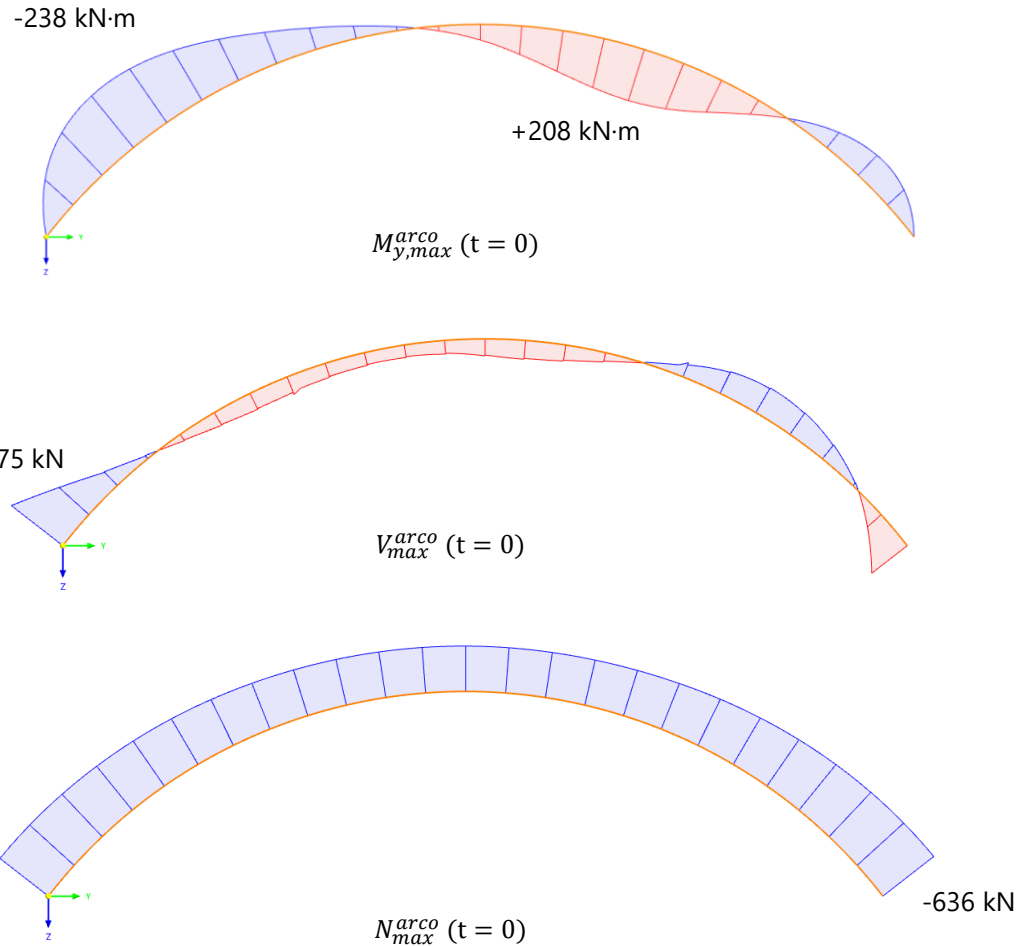 -238 kN·m
+208 kN·m
Y
Z
M_{y,max}^{arco} (t = 0)
75 kN
Y
Z
V_{max}^{arco} (t = 0)
Y
Z
-636 kN
N_{max}^{arco} (t = 0)